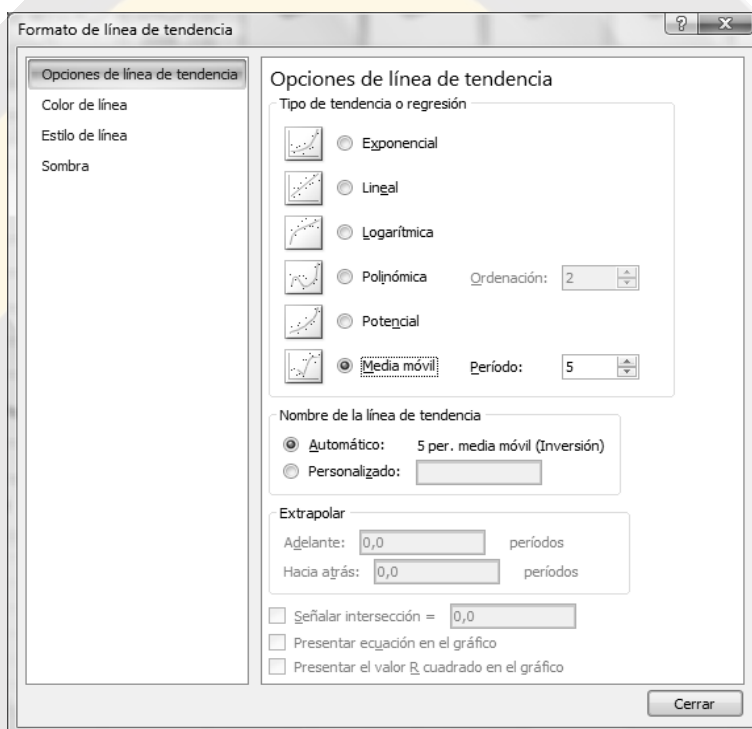 Formato de línea de tendencia
Opciones de línea de tendencia
Color de línea
Estilo de línea
Sombra
Opciones de línea de tendencia
Tipo de tendencia o regresión
Exponencial
Lineal
Logarítmica
Polinómica Ordenación: 2
Potencial
Media móvil Período: 5
Nombre de la línea de tendencia
Automático: 5 per. media móvil (Inversión)
Personalizado:
Extrapolar
Adelante: 0,0 períodos
Hacia atrás: 0,0 períodos
Señalar intersección = 0,0
Presentar ecuación en el gráfico
Presentar el valor R cuadrado en el gráfico
Cerrar